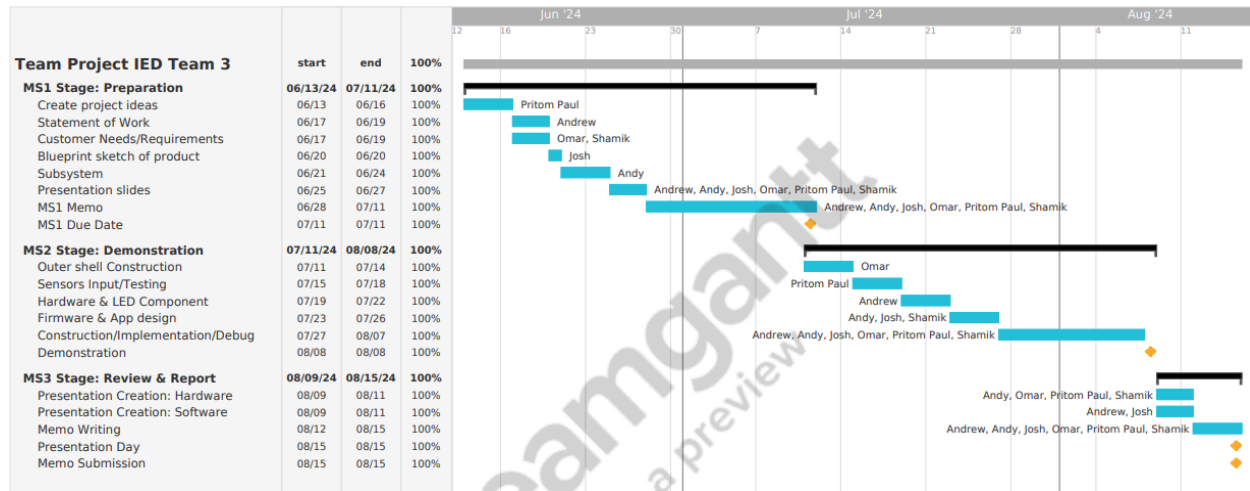 Jun '24 Jul '24 Aug '24
12 16 23 30 7 14 21 28 4 11
Team Project IED Team 3 start end 100%
MS1 Stage: Preparation 06/13/24 07/11/24 100%
Create project ideas 06/13 06/16 100% Pritom Paul
Statement of Work 06/17 06/19 100% Andrew
Customer Needs/Requirements 06/17 06/19 100% Omar, Shamik
Blueprint sketch of product 06/20 06/20 100% Josh
Subsystem 06/21 06/24 100% Andy
Presentation slides 06/25 06/27 100% Andrew, Andy, Josh, Omar, Pritom Paul, Shamik
MS1 Memo 06/28 07/11 100% Andrew, Andy, Josh, Omar, Pritom Paul, Shamik
MS1 Due Date 07/11 07/11 100%
MS2 Stage: Demonstration 07/11/24 08/08/24 100%
Outer shell Construction 07/11 07/14 100% Omar
Sensors Input/Testing 07/15 07/18 100% Pritom Paul
Hardware & LED Component 07/19 07/22 100% Andrew
Firmware & App design 07/23 07/26 100% Andy, Josh, Shamik
Construction/Implementation/Debug 07/27 08/07 100% Andrew, Andy, Josh, Omar, Pritom Paul, Shamik
Demonstration 08/08 08/08 100%
MS3 Stage: Review & Report 08/09/24 08/15/24 100%
Presentation Creation: Hardware 08/09 08/11 100% Andy, Omar, Pritom Paul, Shamik
Presentation Creation: Software 08/09 08/11 100% Andrew, Josh
Memo Writing 08/12 08/15 100% Andrew, Andy, Josh, Omar, Pritom Paul, Shamik
Presentation Day 08/15 08/15 100%
Memo Submission 08/15 08/15 100%
eamgantt
a preview